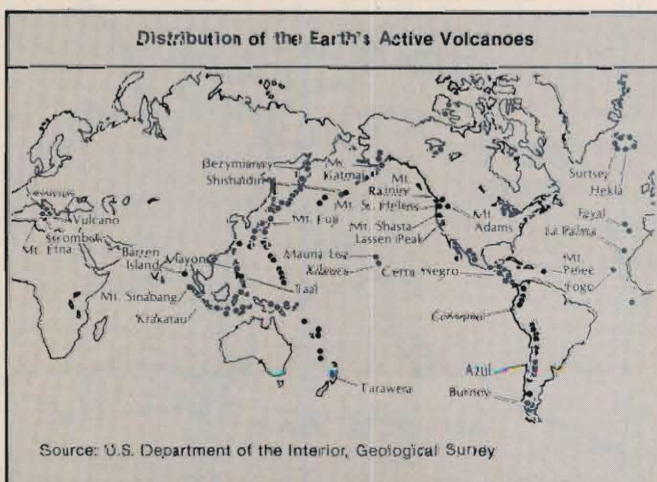 Distribution of the Earth's Active Volcanoes
Bezymianny
Mt. Katmai
Shishaldin
Mt. Rainier
Mt. St. Helens
Mt. Shasta
Lassen Peak
Mt. Adams
Surtsey
Hekla
Vesuvius
Vulcano
Stromboli
Mt. Etna
Barren Island
Mayon
Mt. Fuji
Mauna Loa
Kilauea
Cerro Negro
Fayal
La Palma
Mt. Pelee
Fogo
Mt. Sinabang
Taal
Krakatau
Cotopaxi
Azul
Tarawera
Burney
Source: U.S. Department of the Interior, Geological Survey